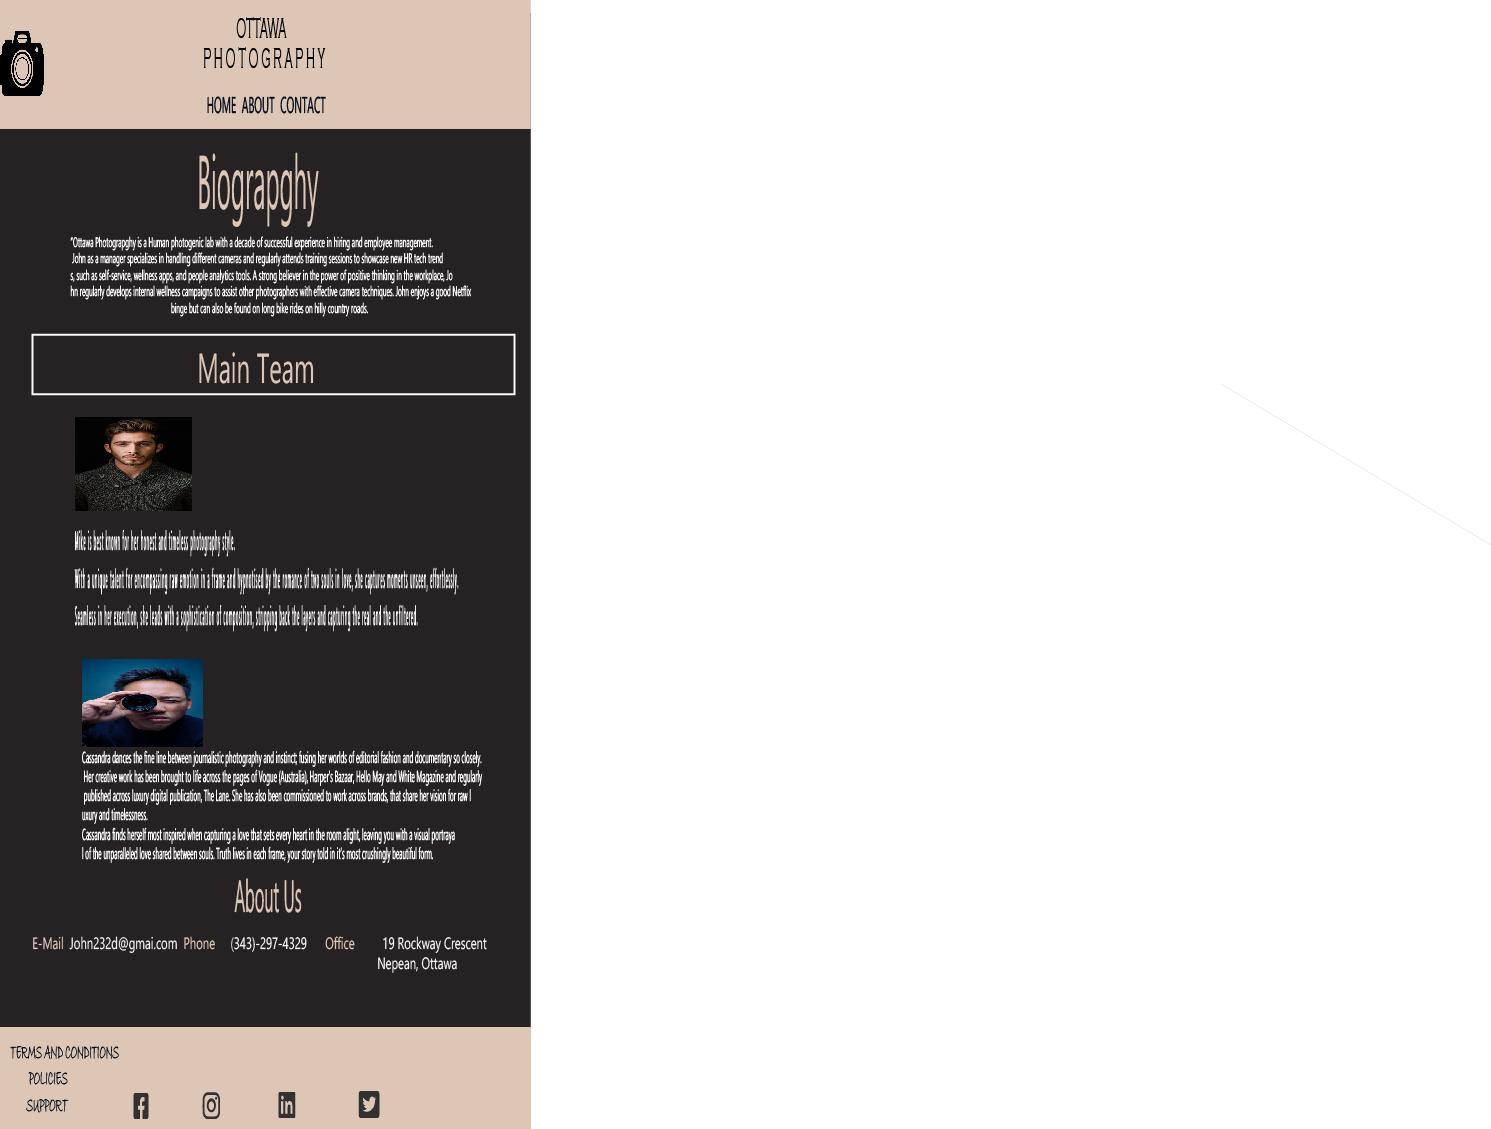 OTTAWA
PHOTOGRAPHY
HOME ABOUT CONTACT
Biograpghy
"Ottawa Photograpghy is a Human photogenic lab with a decade of successful experience in hiring and employee management.
John as a manager specializes in handling different cameras and regularly attends training sessions to showcase new HR tech trend
s, such as self-service, wellness apps, and people analytics tools. A strong believer in the power of positive thinking in the workplace, Jo
hn regularly develops internal wellness campaigns to assist other photographers with effective camera techniques. John enjoys a good Netflix
binge but can also be found on long bike rides on hilly country roads.
Main Team
Mike is best known for her honest and timeless photography style.
With a unique talent for encompassing raw emotion in a frame and hypnotised by the romance of two souls in love, she captures moments unseen, effortlessly.
Seamless in her execution, she leads with a sophistication of composition, stripping back the layers and capturing the real and the unfiltered.
Cassandra dances the fine line between journalistic photography and instinct; fusing her worlds of editorial fashion and documentary so closely.
Her creative work has been brought to life across the pages of Vogue (Australia), Harper's Bazaar, Hello May and White Magazine and regularly
published across luxury digital publication, The Lane. She has also been commissioned to work across brands, that share her vision for raw l
uxury and timelessness.
Cassandra finds herself most inspired when capturing a love that sets every heart in the room alight, leaving you with a visual portraya
l of the unparalleled love shared between souls. Truth lives in each frame, your story told in it's most crushingly beautiful form.
About Us
E-Mail John232d@gmai.com Phone (343)-297-4329 Office 19 Rockway Crescent
Nepean, Ottawa
TERMS AND CONDITIONS
POLICIES
SUPPORT